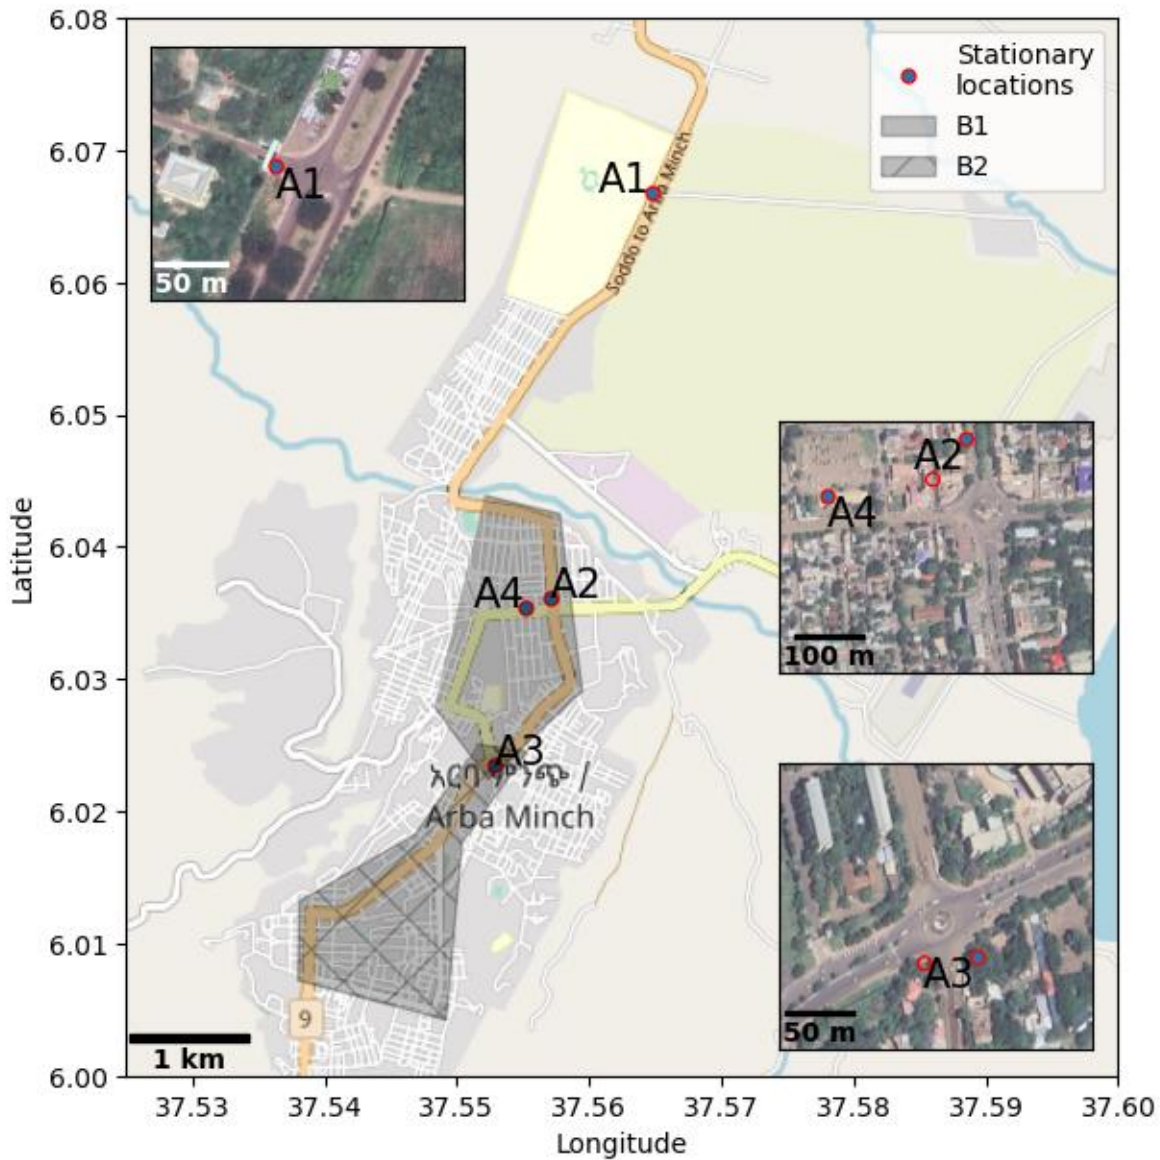 6.08
6.07
6.06
6.05
6.04
6.03
6.02
6.01
6.00
Latitude
37.53
37.54
37.55
37.56
37.57
37.58
37.59
37.60
Longitude
Stationary
locations
B1
B2
A1
50 m
A1
Soddo to Arba Minch
A2
A4
100 m
A4
A2
A3
አርባ ምንጭ /
Arba Minch
A3
50 m
9
1 km